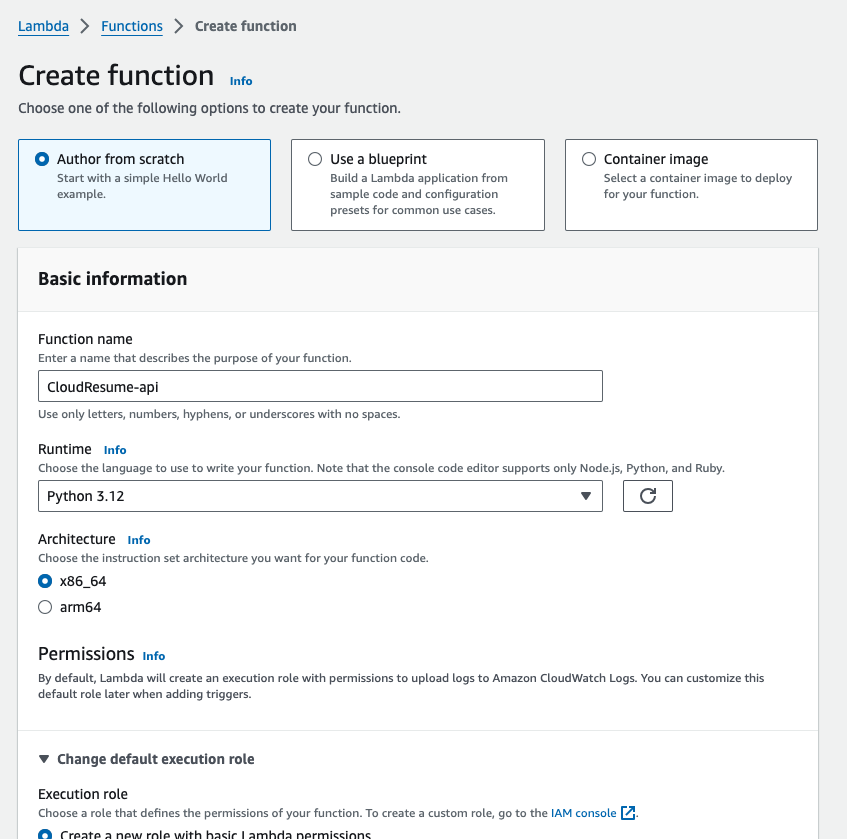 Lambda > Functions > Create function
Create function Info
Choose one of the following options to create your function.
Author from scratch
Start with a simple Hello World
example.
Use a blueprint
Build a Lambda application from
sample code and configuration
presets for common use cases.
Container image
Select a container image to deploy
for your function.
Basic information
Function name
Enter a name that describes the purpose of your function.
CloudResume-api
Use only letters, numbers, hyphens, or underscores with no spaces.
Runtime Info
Choose the language to use to write your function. Note that the console code editor supports only Node.js, Python, and Ruby.
Python 3.12
Architecture Info
Choose the instruction set architecture you want for your function code.
x86_64
arm64
Permissions Info
By default, Lambda will create an execution role with permissions to upload logs to Amazon CloudWatch Logs. You can customize this
default role later when adding triggers.
Change default execution role
Execution role
Choose a role that defines the permissions of your function. To create a custom role, go to the IAM console.
Create a new role with basic Lambda permissions